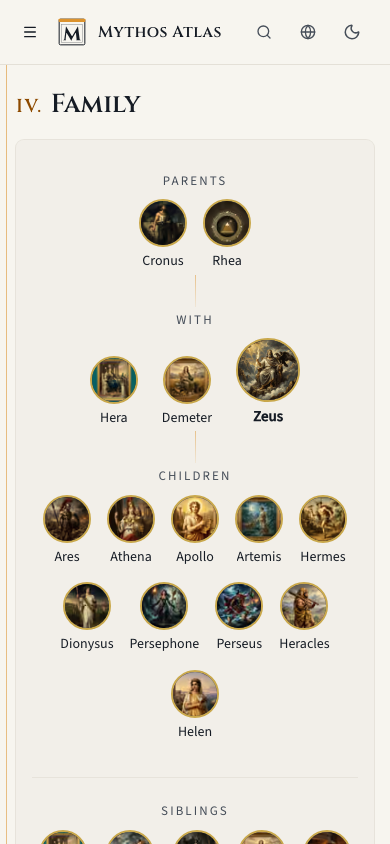 M MYTHOS ATLAS
IV. FAMILY
PARENTS
Cronus Rhea
WITH
Hera Demeter Zeus
CHILDREN
Ares Athena Apollo Artemis Hermes
Dionysus Persephone Perseus Heracles
Helen
SIBLINGS